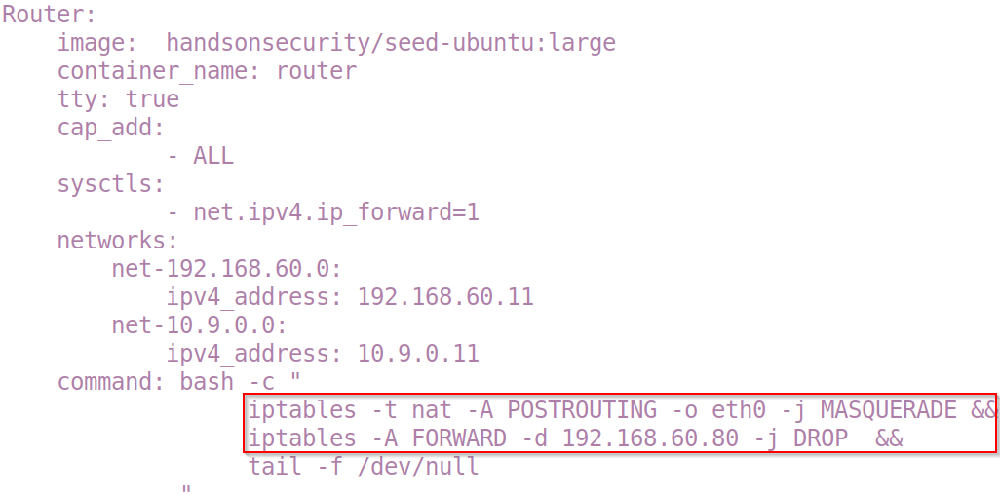 Router:
    image:  handsonsecurity/seed-ubuntu:large
    container_name: router
    tty: true
    cap_add:
            - ALL
    sysctls:
            - net.ipv4.ip_forward=1
    networks:
        net-192.168.60.0:
            ipv4_address: 192.168.60.11
        net-10.9.0.0:
            ipv4_address: 10.9.0.11
    command: bash -c "
                  iptables -t nat -A POSTROUTING -o eth0 -j MASQUERADE &&
                  iptables -A FORWARD -d 192.168.60.80 -j DROP  &&
                  tail -f /dev/null
             "